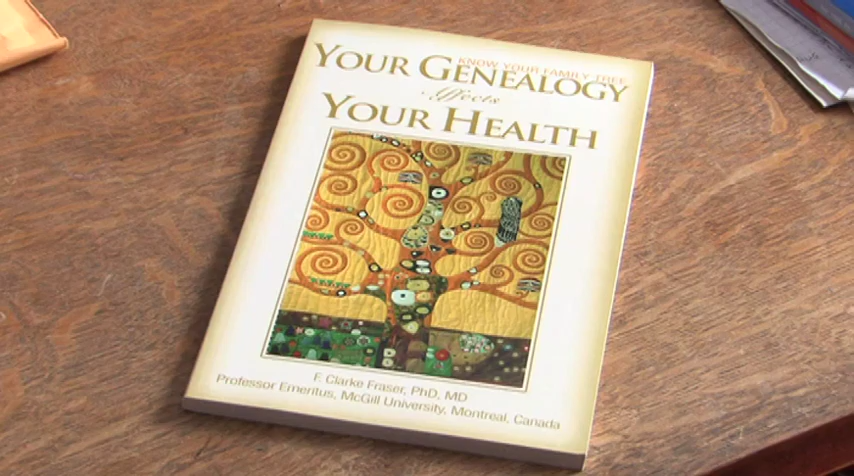 KNOW YOUR FAMILY TREE
YOUR GENEALOGY
Affects
YOUR HEALTH
F. Clarke Fraser, PhD, MD
Professor Emeritus, McGill University, Montreal, Canada